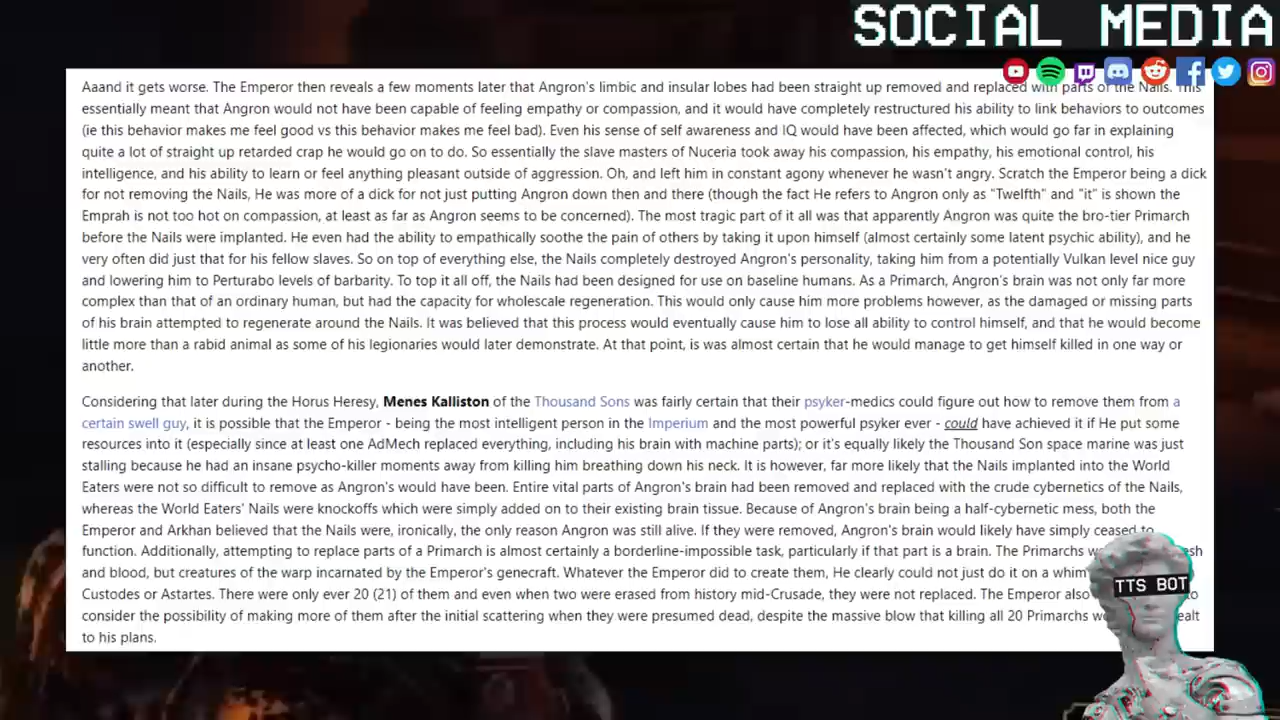 SOCIAL MEDIA
Aaand it gets worse. The Emperor then reveals a few moments later that Angron's limbic and insular lobes had been straight up removed and replaced with parts of the Nails. This
essentially meant that Angron would not have been capable of feeling empathy or compassion, and it would have completely restructured his ability to link behaviors to outcomes
(ie this behavior makes me feel good vs this behavior makes me feel bad). Even his sense of self awareness and IQ would have been affected, which would go far in explaining
quite a lot of straight up retarded crap he would go on to do. So essentially the slave masters of Nuceria took away his compassion, his empathy, his emotional control, his
intelligence, and his ability to learn or feel anything pleasant outside of aggression. Oh, and left him in constant agony whenever he wasn't angry. Scratch the Emperor being a dick
for not removing the Nails, He was more of a dick for not just putting Angron down then and there (though the fact He refers to Angron only as "Twelfth" and "it" is shown the
Emprah is not too hot on compassion, at least as far as Angron seems to be concerned). The most tragic part of it all was that apparently Angron was quite the bro-tier Primarch
before the Nails were implanted. He even had the ability to empathically soothe the pain of others by taking it upon himself (almost certainly some latent psychic ability), and he
very often did just that for his fellow slaves. So on top of everything else, the Nails completely destroyed Angron's personality, taking him from a potentially Vulkan level nice guy
and lowering him to Perturabo levels of barbarity. To top it all off, the Nails had been designed for use on baseline humans. As a Primarch, Angron's brain was not only far more
complex than that of an ordinary human, but had the capacity for wholescale regeneration. This would only cause him more problems however, as the damaged or missing parts
of his brain attempted to regenerate around the Nails. It was believed that this process would eventually cause him to lose all ability to control himself, and that he would become
little more than a rabid animal as some of his legionaries would later demonstrate. At that point, is was almost certain that he would manage to get himself killed in one way or
another.
Considering that later during the Horus Heresy, Menes Kalliston of the Thousand Sons was fairly certain that their psyker-medics could figure out how to remove them from a
certain swell guy, it is possible that the Emperor - being the most intelligent person in the Imperium and the most powerful psyker ever - could have achieved it if He put some
resources into it (especially since at least one AdMech replaced everything, including his brain with machine parts); or it's equally likely the Thousand Son space marine was just
stalling because he had an insane psycho-killer moments away from killing him breathing down his neck. It is however, far more likely that the Nails implanted into the World
Eaters were not so difficult to remove as Angron's would have been. Entire vital parts of Angron's brain had been removed and replaced with the crude cybernetics of the Nails,
whereas the World Eaters' Nails were knockoffs which were simply added on to their existing brain tissue. Because of Angron's brain being a half-cybernetic mess, both the
Emperor and Arkhan believed that the Nails were, ironically, the only reason Angron was still alive. If they were removed, Angron's brain would likely have simply ceased to
function. Additionally, attempting to replace parts of a Primarch is almost certainly a borderline-impossible task, particularly if that part is a brain. The Primarchs
and blood, but creatures of the warp incarnated by the Emperor's genecraft. Whatever the Emperor did to create them, He clearly could not just do it on a whim
Custodes or Astartes. There were only ever 20 (21) of them and even when two were erased from history mid-Crusade, they were not replaced. The Emperor also to
consider the possibility of making more of them after the initial scattering when they were presumed dead, despite the massive blow that killing all 20 Primarchs
to his plans.
TTS BOT